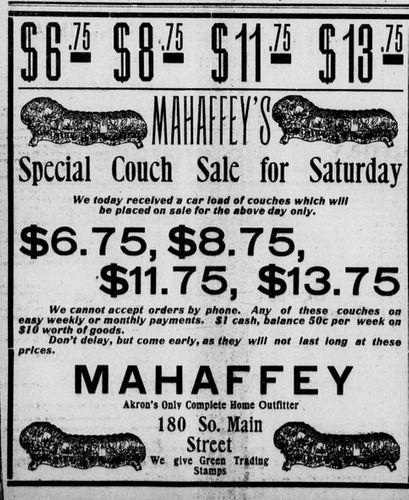 $6.75 $8.75 $11.75 $13.75
MAHAFFEY'S
Special Couch Sale for Saturday
We today received a car load of couches which will
be placed on sale for the above day only.
$6.75, $8.75,
$11.75, $13.75
We cannot accept orders by phone. Any of these couches on
easy weekly or monthly payments. $1 cash, balance 50c per week on
$10 worth of goods.
Don't delay, but come early, as they will not last long at these
prices.
MAHAFFEY
Akron's Only Complete Home Outfitter
180 So. Main
Street
We give Green Trading
Stamps